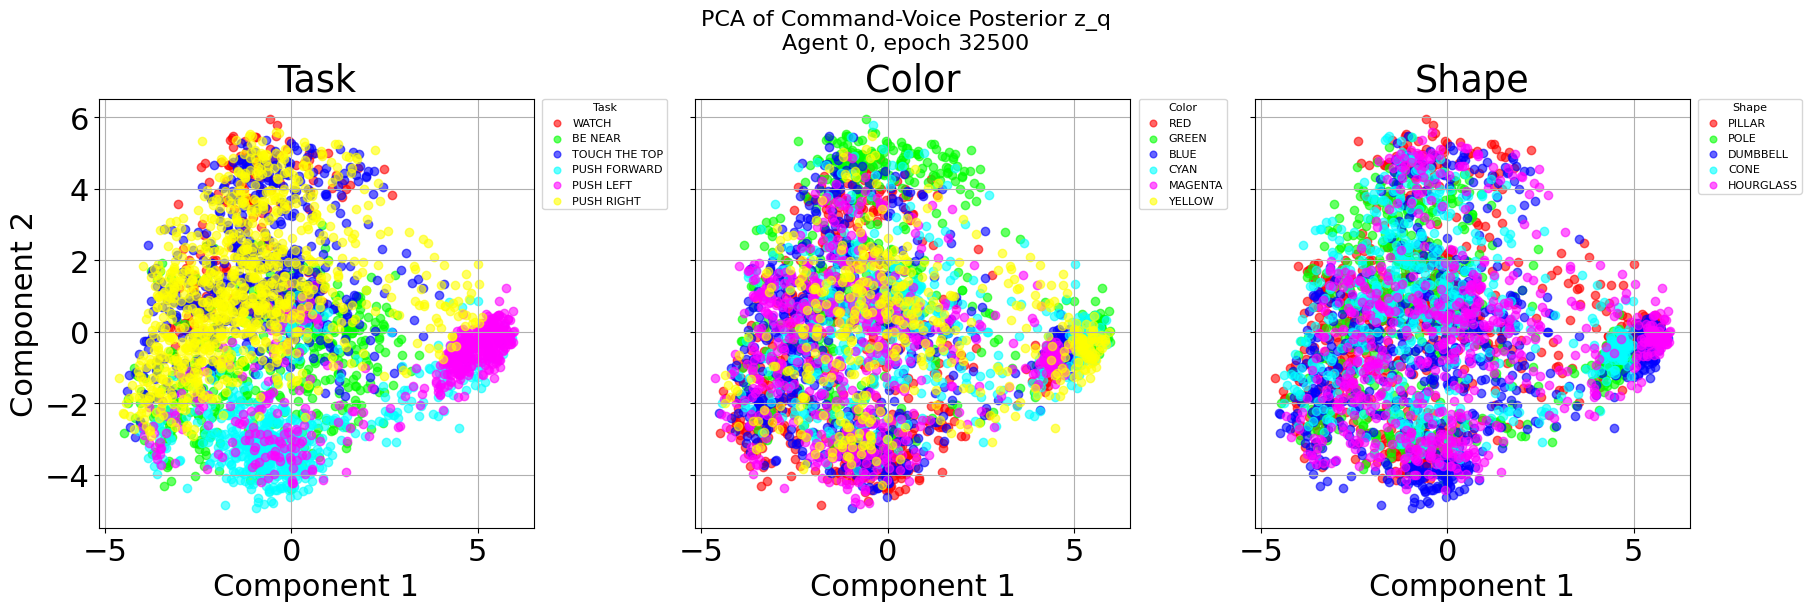 PCA of Command-Voice Posterior z_q
Agent 0, epoch 32500
Task
Component 2
6
4
2
0
−2
−4
−5
0
5
Component 1
Task
WATCH
BE NEAR
TOUCH THE TOP
PUSH FORWARD
PUSH LEFT
PUSH RIGHT
Color
−5
0
5
Component 1
Color
RED
GREEN
BLUE
CYAN
MAGENTA
YELLOW
Shape
−5
0
5
Component 1
Shape
PILLAR
POLE
DUMBBELL
CONE
HOURGLASS